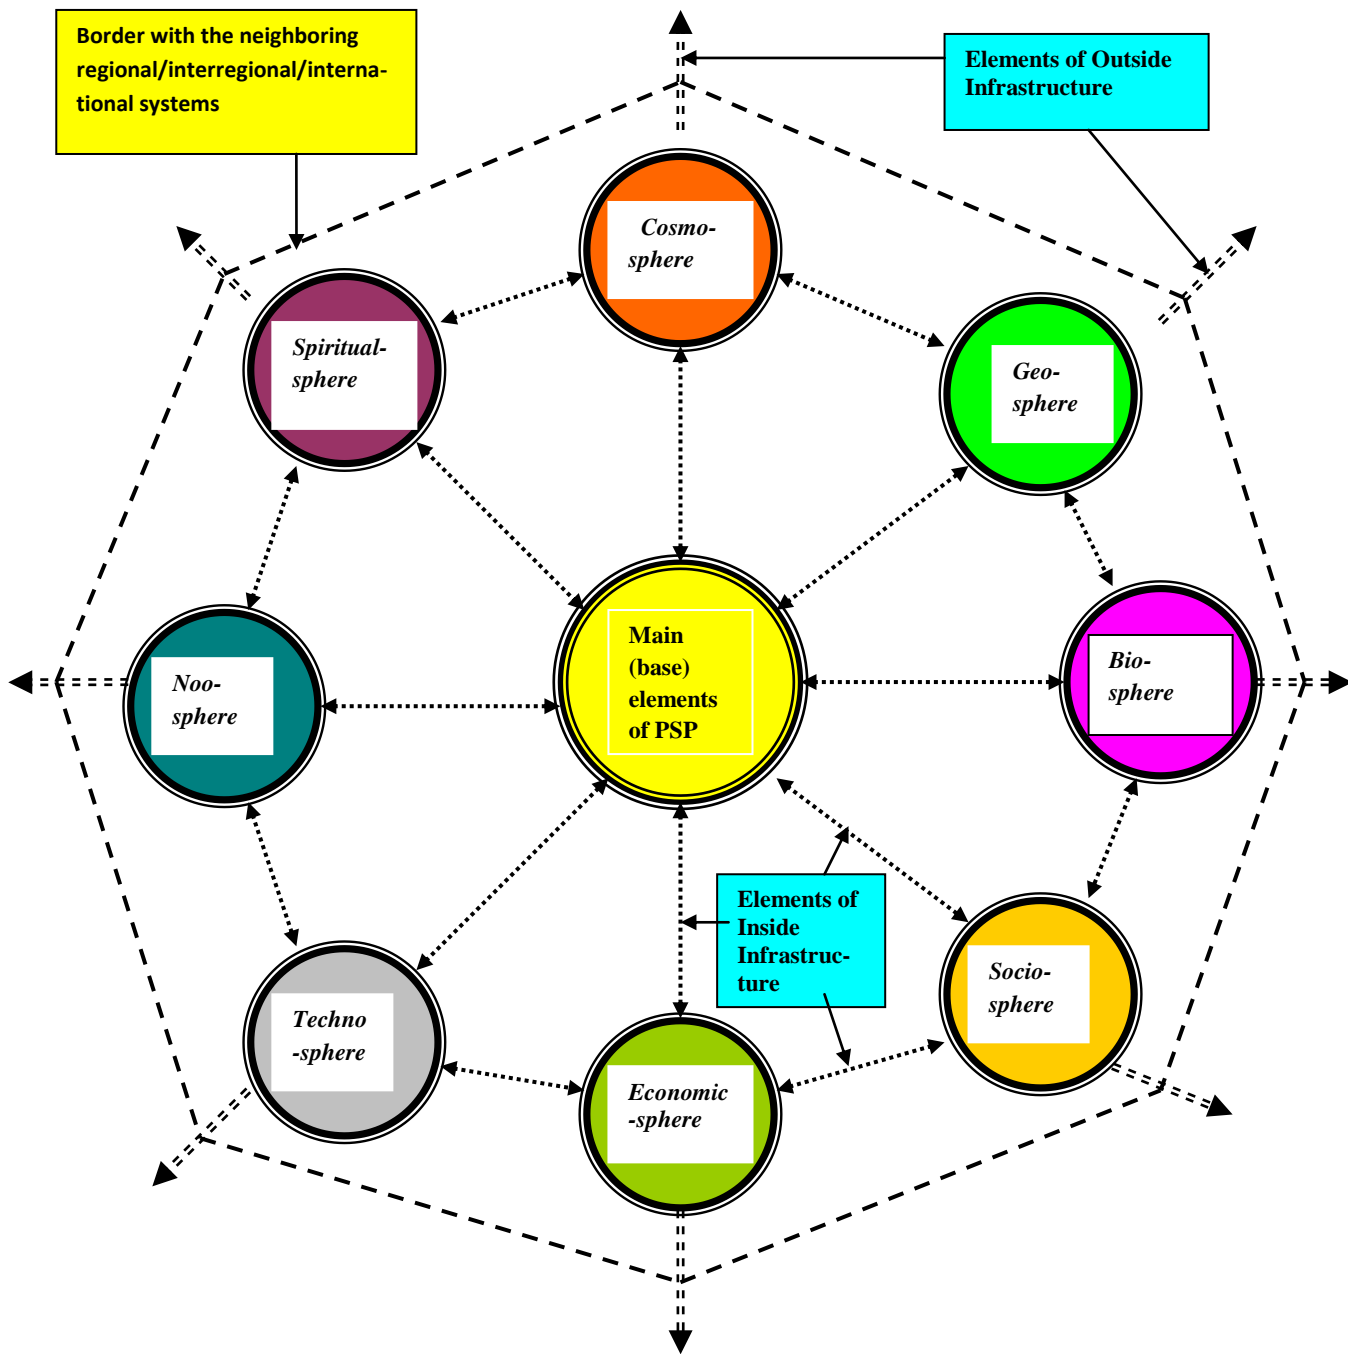 Border with the neighboring
regional/interregional/interna-
tional systems
Elements of Outside
Infrastructure
Cosmo-
sphere
Spiritual-
sphere
Geo-
sphere
Main
(base)
elements
of PSP
Bio-
sphere
Noo-
sphere
Elements of
Inside
Infrastruc-
ture
Socio-
sphere
Techno
-sphere
Economic
-sphere